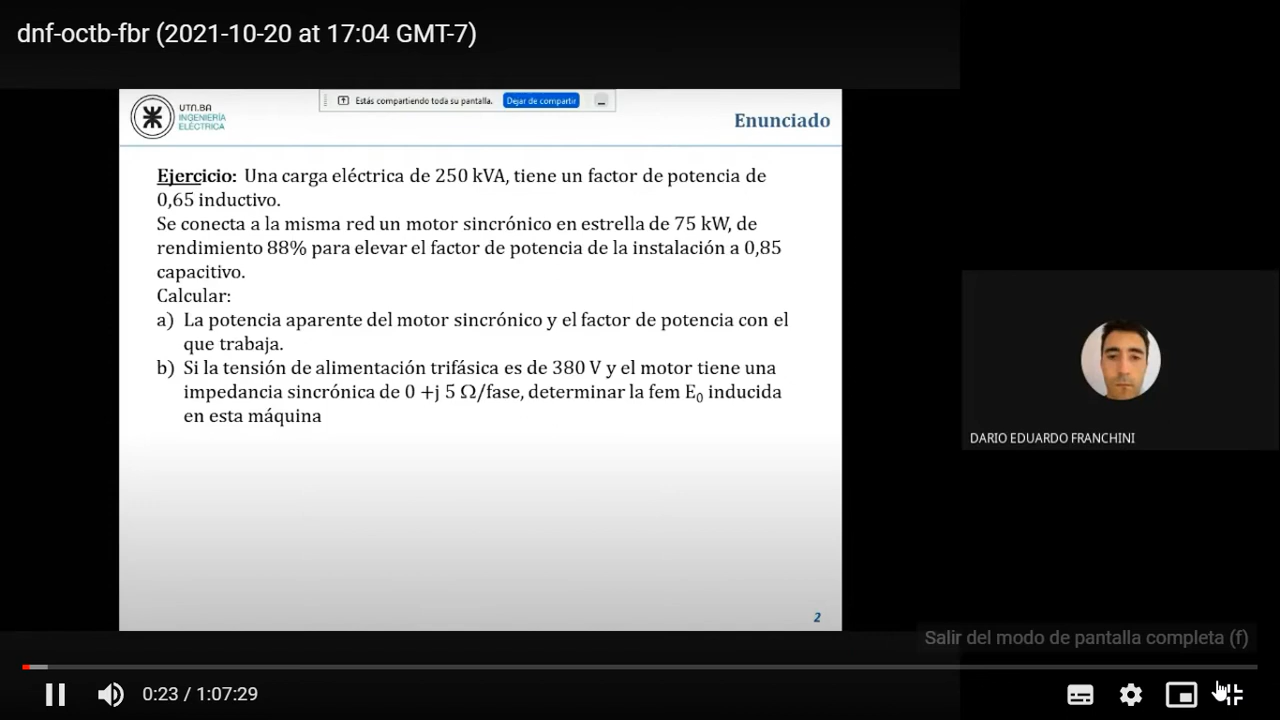 dnf-octb-fbr (2021-10-20 at 17:04 GMT-7)
UTN.BA
INGENIERÍA
ELÉCTRICA
Estás compartiendo toda su pantalla.
Dejar de compartir
Enunciado
Ejercicio: Una carga eléctrica de 250 kVA, tiene un factor de potencia de
0,65 inductivo.
Se conecta a la misma red un motor sincrónico en estrella de 75 kW, de
rendimiento 88% para elevar el factor de potencia de la instalación a 0,85
capacitivo.
Calcular:
a) La potencia aparente del motor sincrónico y el factor de potencia con el
que trabaja.
b) Si la tensión de alimentación trifásica es de 380 V y el motor tiene una
impedancia sincrónica de 0 +j 5 Ω/fase, determinar la fem E₀ inducida
en esta máquina
DARIO EDUARDO FRANCHINI
2
Salir del modo de pantalla completa (f)
0:23 / 1:07:29